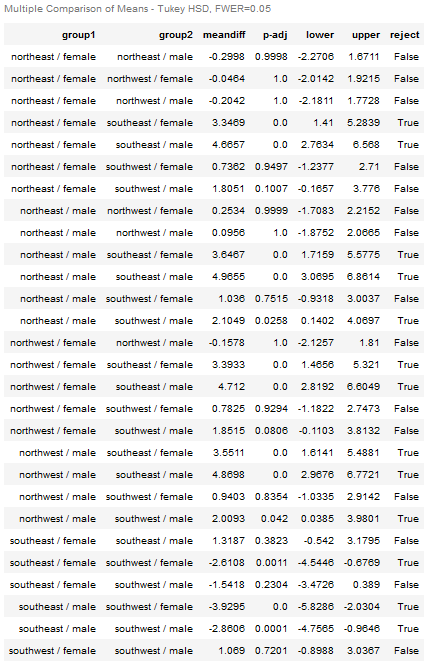 Multiple Comparison of Means - Tukey HSD, FWER=0.05
group1 group2 meandiff p-adj lower upper reject
northeast / female northeast / male -0.2998 0.9998 -2.2706 1.6711 False
northeast / female northwest / female -0.0464 1.0 -2.0142 1.9215 False
northeast / female northwest / male -0.2042 1.0 -2.1811 1.7728 False
northeast / female southeast / female 3.3469 0.0 1.41 5.2839 True
northeast / female southeast / male 4.6657 0.0 2.7634 6.568 True
northeast / female southwest / female 0.7362 0.9497 -1.2377 2.71 False
northeast / female southwest / male 1.8051 0.1007 -0.1657 3.776 False
northeast / male northwest / female 0.2534 0.9999 -1.7083 2.2152 False
northeast / male northwest / male 0.0956 1.0 -1.8752 2.0665 False
northeast / male southeast / female 3.6467 0.0 1.7159 5.5775 True
northeast / male southeast / male 4.9655 0.0 3.0695 6.8614 True
northeast / male southwest / female 1.036 0.7515 -0.9318 3.0037 False
northeast / male southwest / male 2.1049 0.0258 0.1402 4.0697 True
northwest / female northwest / male -0.1578 1.0 -2.1257 1.81 False
northwest / female southeast / female 3.3933 0.0 1.4656 5.321 True
northwest / female southeast / male 4.712 0.0 2.8192 6.6049 True
northwest / female southwest / female 0.7825 0.9294 -1.1822 2.7473 False
northwest / female southwest / male 1.8515 0.0806 -0.1103 3.8132 False
northwest / male southeast / female 3.5511 0.0 1.6141 5.4881 True
northwest / male southeast / male 4.8698 0.0 2.9676 6.7721 True
northwest / male southwest / female 0.9403 0.8354 -1.0335 2.9142 False
northwest / male southwest / male 2.0093 0.042 0.0385 3.9801 True
southeast / female southeast / male 1.3187 0.3823 -0.542 3.1795 False
southeast / female southwest / female -2.6108 0.0011 -4.5446 -0.6769 True
southeast / female southwest / male -1.5418 0.2304 -3.4726 0.389 False
southeast / male southwest / female -3.9295 0.0 -5.8286 -2.0304 True
southeast / male southwest / male -2.8606 0.0001 -4.7565 -0.9646 True
southwest / female southwest / male 1.069 0.7201 -0.8988 3.0367 False